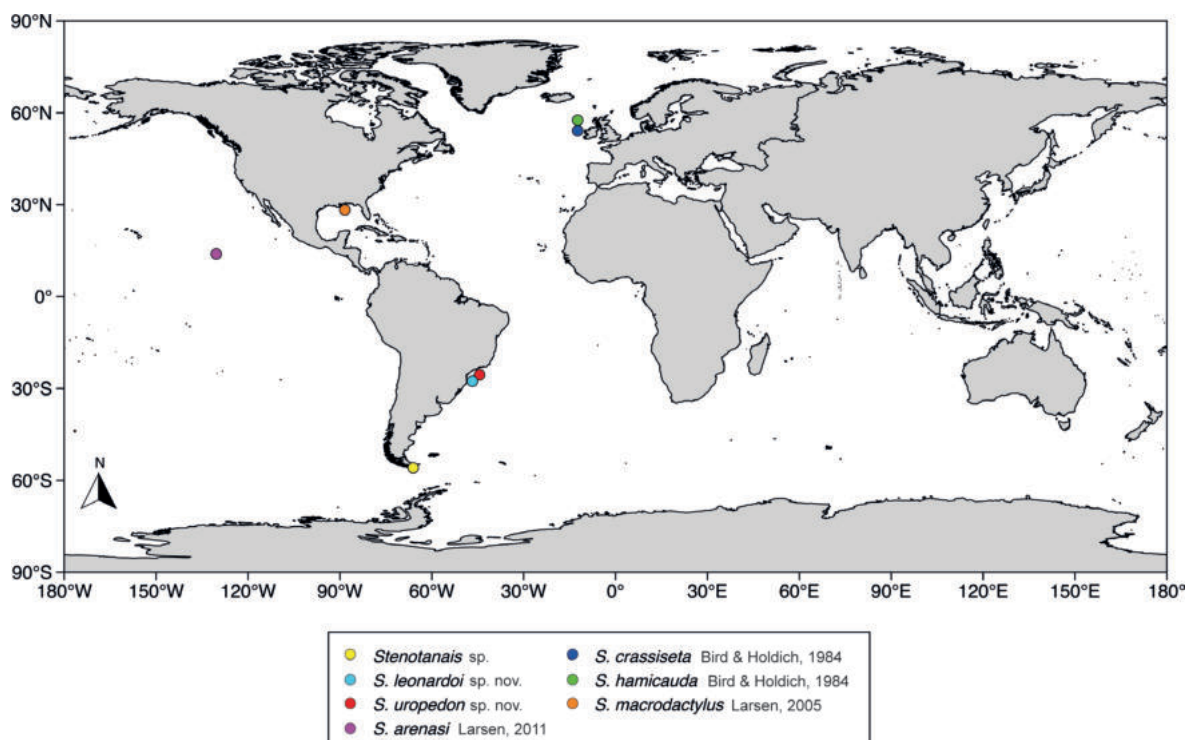 90°N
60°N
30°N
0°
30°S
60°S
90°S
N
180°W 150°W 120°W 90°W 60°W 30°W 0° 30°E 60°E 90°E 120°E 150°E 180°
Stenotanais sp.
S. leonardoi sp. nov.
S. uropedon sp. nov.
S. arenasi Larsen, 2011
S. crassiseta Bird & Holdich, 1984
S. hamicauda Bird & Holdich, 1984
S. macrodactylus Larsen, 2005